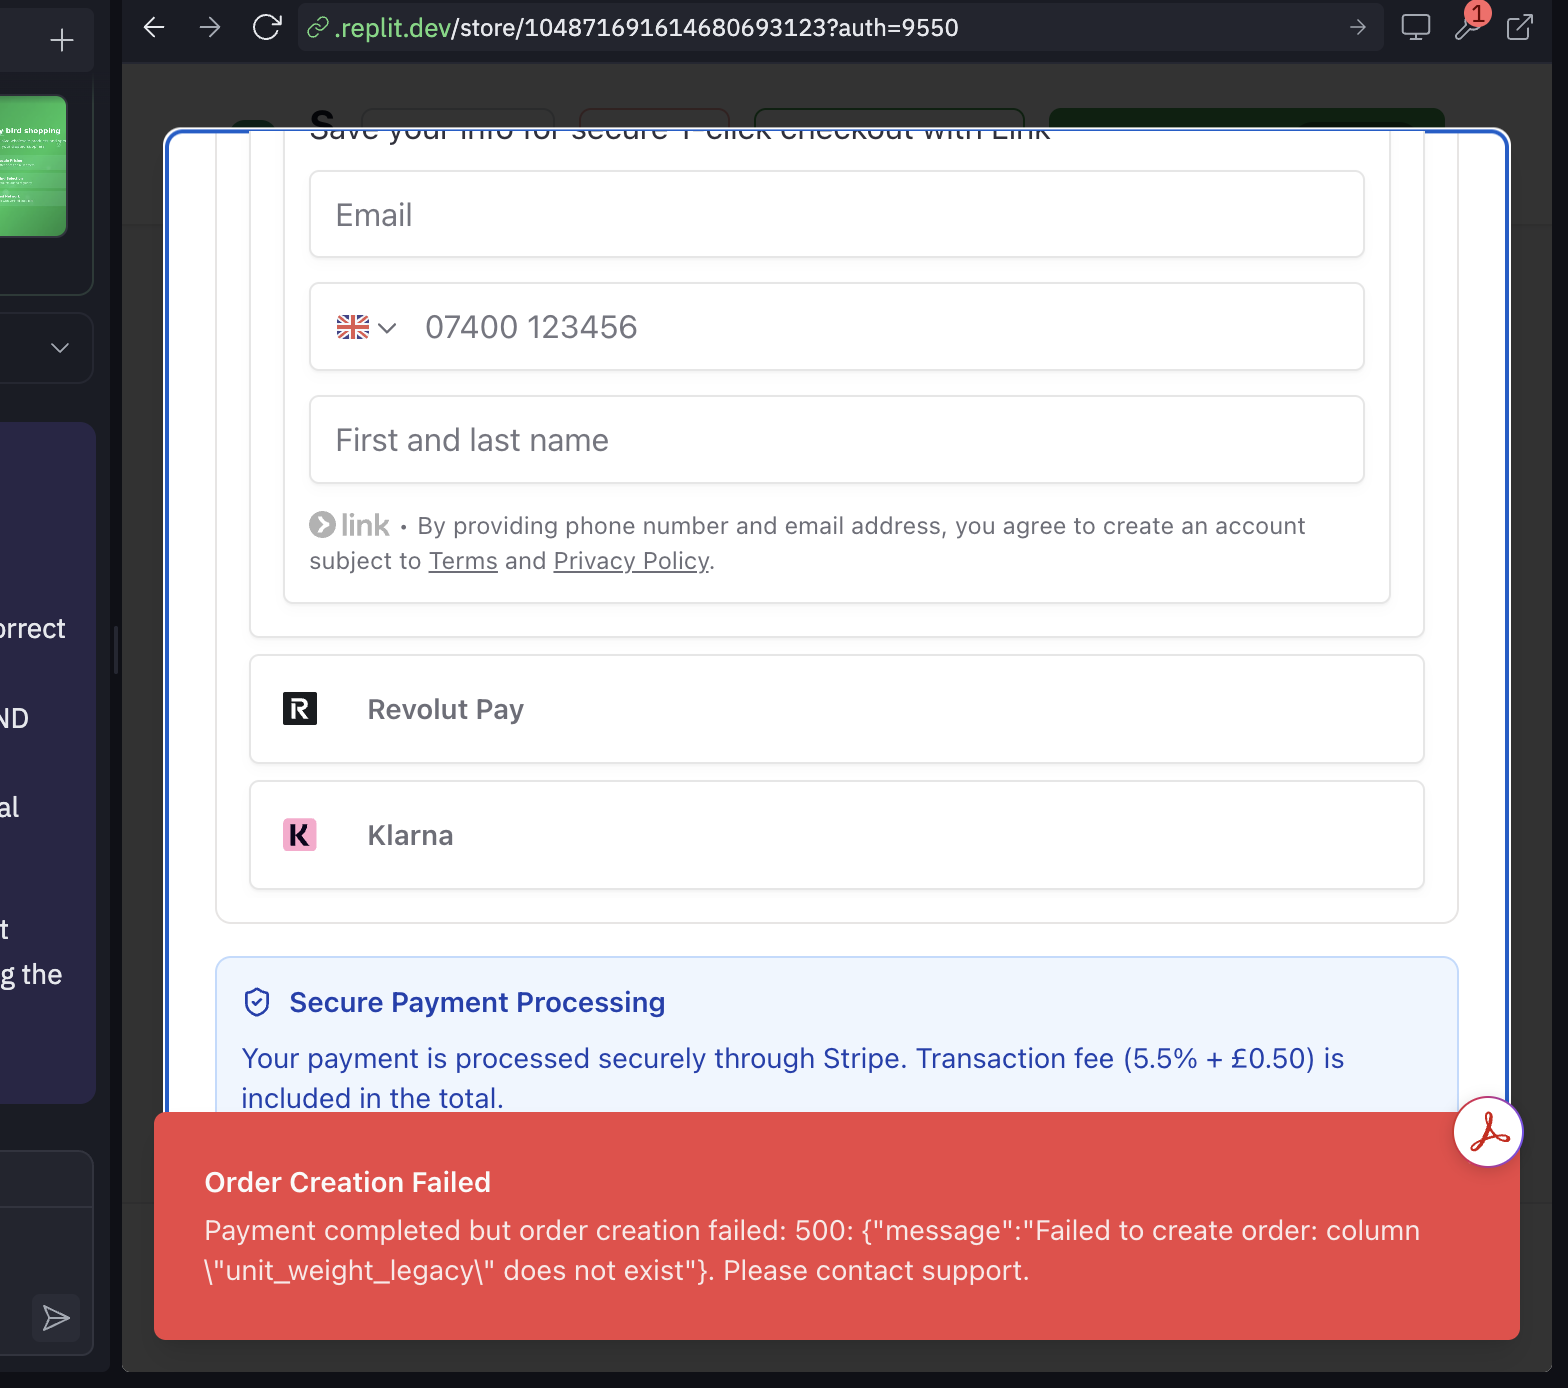 .replit.dev/store/104871691614680693123?auth=9550
1
y bird shopping
S
Save your info for secure 1-click checkout with Link
Email
07400 123456
First and last name
link • By providing phone number and email address, you agree to create an account
subject to Terms and Privacy Policy.
orrect
ND
al
t
g the
R Revolut Pay
K Klarna
Secure Payment Processing
Your payment is processed securely through Stripe. Transaction fee (5.5% + £0.50) is
included in the total.
Order Creation Failed
Payment completed but order creation failed: 500: {"message":"Failed to create order: column
\"unit_weight_legacy\" does not exist"}. Please contact support.